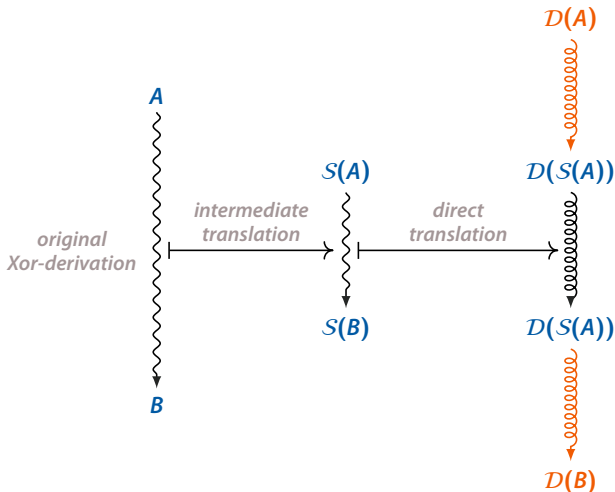 𝒟(A)
A
𝒮(A)
𝒟(𝒮(A))
intermediate
translation
direct
translation
original
Xor-derivation
𝒮(B)
𝒟(𝒮(A))
B
𝒟(B)